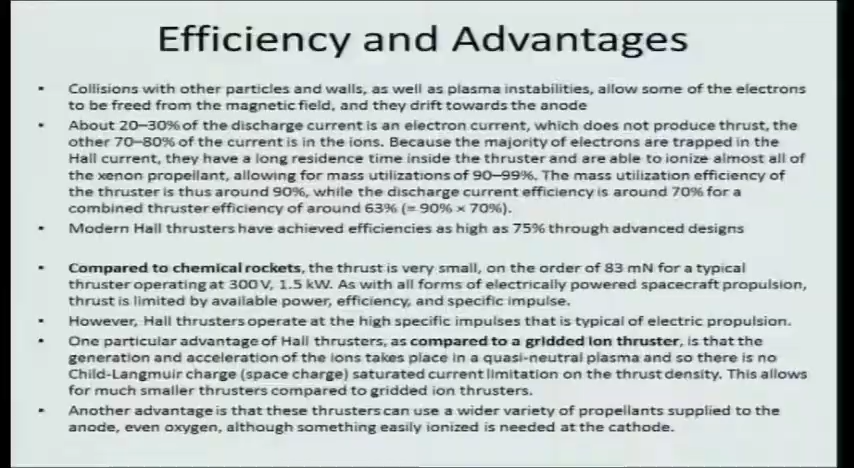 Efficiency and Advantages
• Collisions with other particles and walls, as well as plasma instabilities, allow some of the electrons
to be freed from the magnetic field, and they drift towards the anode
• About 20–30% of the discharge current is an electron current, which does not produce thrust, the
other 70–80% of the current is in the ions. Because the majority of electrons are trapped in the
Hall current, they have a long residence time inside the thruster and are able to ionize almost all of
the xenon propellant, allowing for mass utilizations of 90–99%. The mass utilization efficiency of
the thruster is thus around 90%, while the discharge current efficiency is around 70% for a
combined thruster efficiency of around 63% (= 90% × 70%).
• Modern Hall thrusters have achieved efficiencies as high as 75% through advanced designs
• Compared to chemical rockets, the thrust is very small, on the order of 83 mN for a typical
thruster operating at 300 V, 1.5 kW. As with all forms of electrically powered spacecraft propulsion,
thrust is limited by available power, efficiency, and specific impulse.
• However, Hall thrusters operate at the high specific impulses that is typical of electric propulsion.
• One particular advantage of Hall thrusters, as compared to a gridded ion thruster, is that the
generation and acceleration of the ions takes place in a quasi-neutral plasma and so there is no
Child-Langmuir charge (space charge) saturated current limitation on the thrust density. This allows
for much smaller thrusters compared to gridded ion thrusters.
• Another advantage is that these thrusters can use a wider variety of propellants supplied to the
anode, even oxygen, although something easily ionized is needed at the cathode.